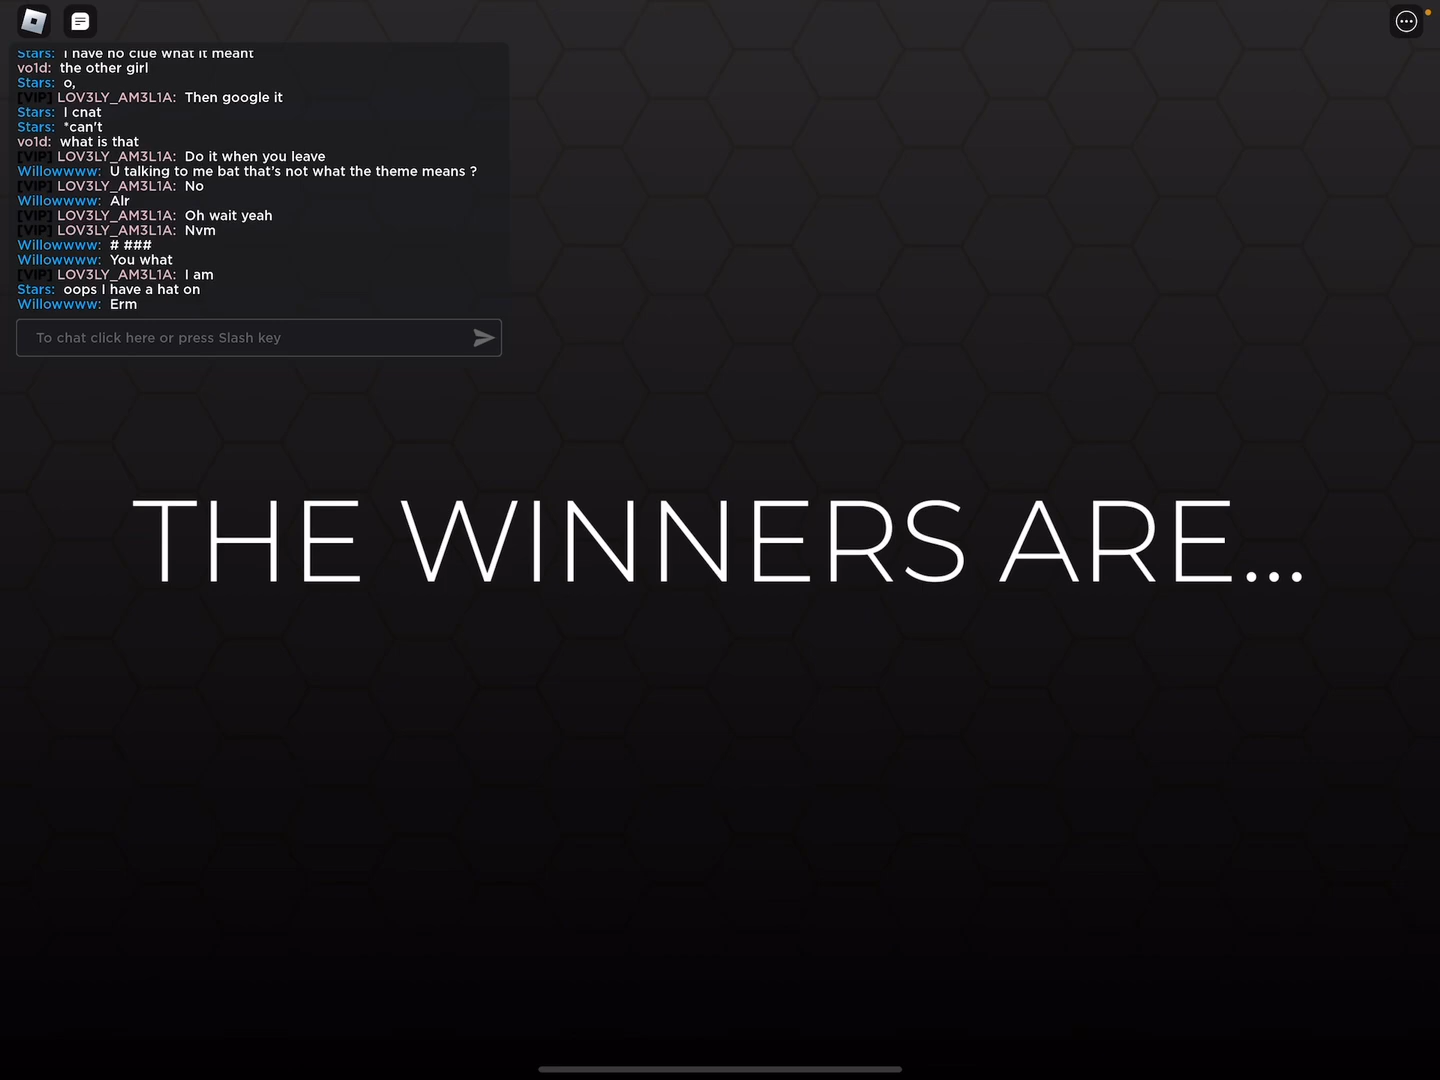 Stars: I have no clue what it meant
vo1d: the other girl
Stars: o,
[VIP] LOV3LY_AM3L1A: Then google it
Stars: I cnat
Stars: *can't
vo1d: what is that
[VIP] LOV3LY_AM3L1A: Do it when you leave
Willowwww: U talking to me bat that’s not what the theme means ?
[VIP] LOV3LY_AM3L1A: No
Willowwww: Alr
[VIP] LOV3LY_AM3L1A: Oh wait yeah
[VIP] LOV3LY_AM3L1A: Nvm
Willowwww: # ###
Willowwww: You what
[VIP] LOV3LY_AM3L1A: I am
Stars: oops I have a hat on
Willowwww: Erm
To chat click here or press Slash key
THE WINNERS ARE...